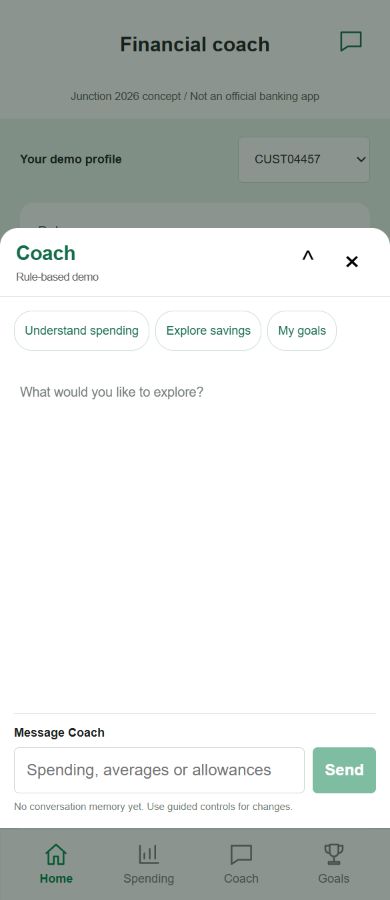 Financial coach
Junction 2026 concept / Not an official banking app
Your demo profile
CUST04457
Coach
Rule-based demo
Understand spending
Explore savings
My goals
What would you like to explore?
Message Coach
Spending, averages or allowances
Send
No conversation memory yet. Use guided controls for changes.
Home
Spending
Coach
Goals